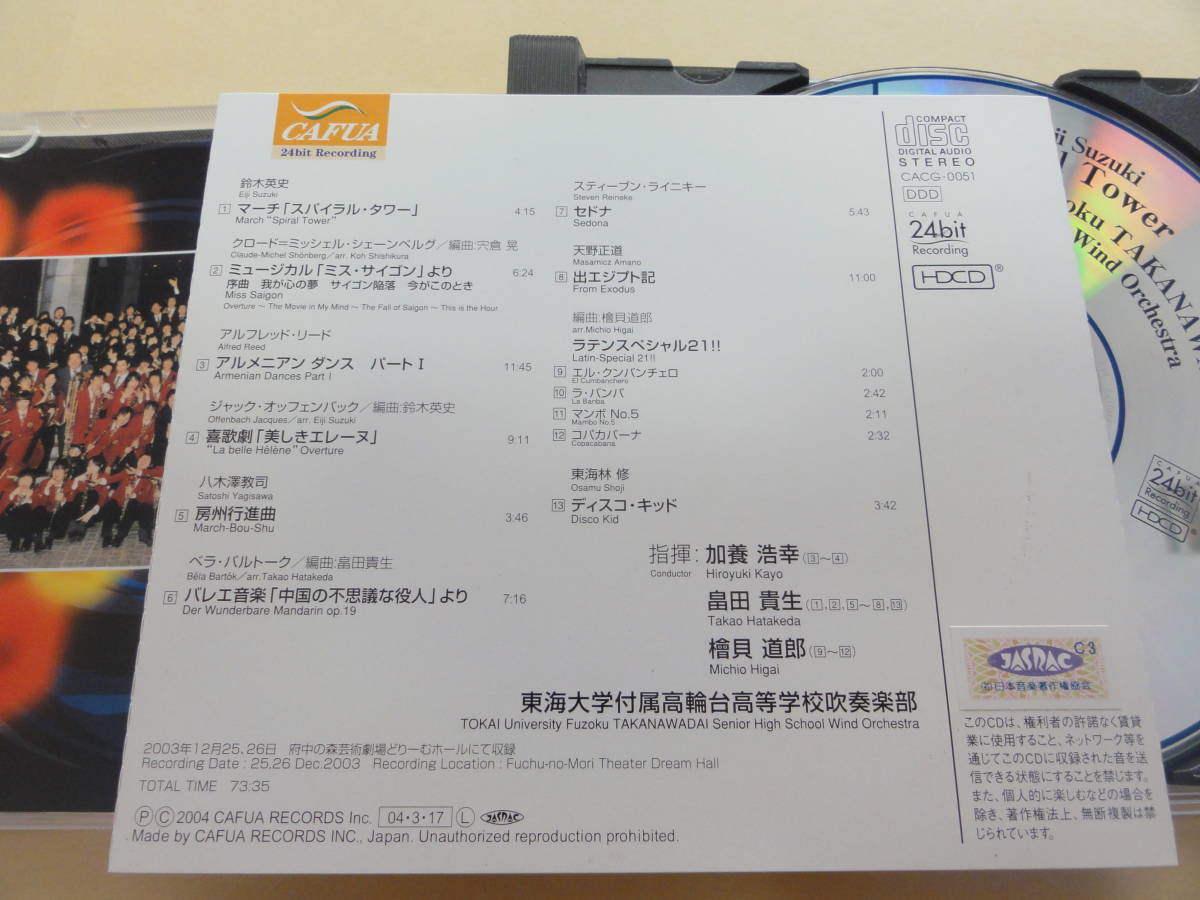 CAFUA
24bit Recording
鈴木英史
Eiji Suzuki
1 マーチ「スパイラル・タワー」 4:15
March "Spiral Tower"
クロード=ミッシェル・シェーンベルグ/編曲:宍倉 晃
Claude-Michel Shönberg/arr. Koh Shishikura
2 ミュージカル「ミス・サイゴン」より 6:24
序曲 我が心の夢 サイゴン陥落 今がこのとき
Miss Saigon
Overture ~ The Movie in My Mind ~ The Fall of Saigon ~ This is the Hour
アルフレッド・リード
Alfred Reed
3 アルメニアン ダンス パートⅠ 11:45
Armenian Dances Part I
ジャック・オッフェンバック/編曲:鈴木英史
Offenbach Jacques/arr. Eiji Suzuki
4 喜歌劇「美しきエレーヌ」 9:11
"La belle Hélène" Overture
八木澤教司
Satoshi Yagisawa
5 房州行進曲 3:46
March-Bou-Shu
ベラ・バルトーク/編曲:畠田貴生
Béla Bartók/arr.Takao Hatakeda
6 バレエ音楽「中国の不思議な役人」より 7:16
Der Wunderbare Mandarin op.19
スティーブン・ライニキー
Steven Reineke
7 セドナ 5:43
Sedona
天野正道
Masamicz Amano
8 出エジプト記 11:00
From Exodus
編曲:檜貝道郎
arr.Michio Higai
ラテンスペシャル21!!
Latin-Special 21!!
9 エル・クンバンチェロ 2:00
El Cumbanchero
10 ラ・バンバ 2:42
La Banba
11 マンボ No.5 2:11
Mambo No.5
12 コパカバーナ 2:32
Copacabana
東海林 修
Osamu Shoji
13 ディスコ・キッド 3:42
Disco Kid
指揮: 加養 浩幸 (3~4)
Conductor Hiroyuki Kayo
畠田 貴生 (1,2,5~8,13)
Takao Hatakeda
檜貝 道郎 (9~12)
Michio Higai
東海大学付属高輪台高等学校吹奏楽部
TOKAI University Fuzoku TAKANAWADAI Senior High School Wind Orchestra
2003年12月25、26日 府中の森芸術劇場どりーむホールにて収録
Recording Date : 25.26 Dec.2003 Recording Location : Fuchu-no-Mori Theater Dream Hall
TOTAL TIME 73:35
ⓅⒸ2004 CAFUA RECORDS Inc. 04・3・17 Ⓛ JASRAC
Made by CAFUA RECORDS INC., Japan. Unauthorized reproduction prohibited.
COMPACT
disc
DIGITAL AUDIO
STEREO
CACG-0051
DDD
CAFUA
24bit
Recording
HDCD®
JASRAC C3
㈳日本音楽著作権協会
このCDは、権利者の許諾なく賃貸
業に使用すること、ネットワーク等を
通じてこのCDに収録された音を送
信できる状態にすることを禁じます。
また、個人的に楽しむなどの場合を
除き、著作権法上、無断複製は禁
じられています。
ji Suzuki
l Tower
oku TAKANAW
Wind Orchestra
CAFUA
24bit
Recording
HDCD